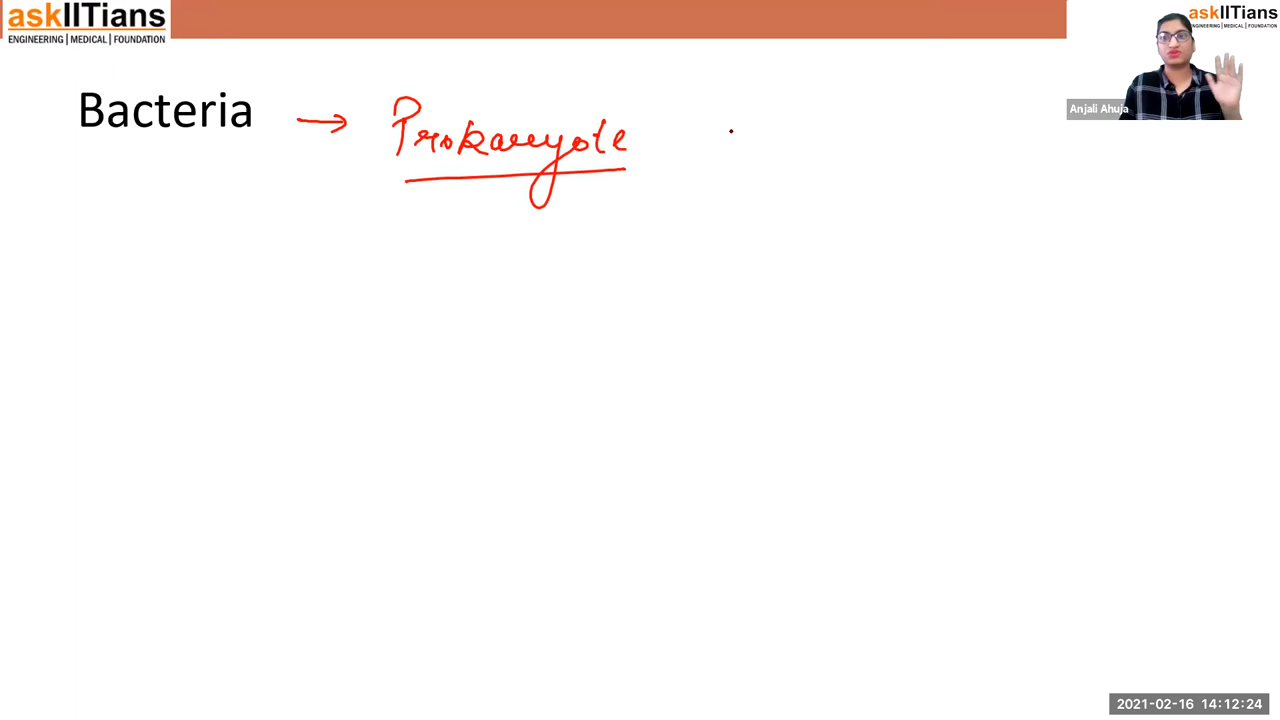 askIITians
ENGINEERING | MEDICAL | FOUNDATION
askIITians
ENGINEERING | MEDICAL | FOUNDATION
Anjali Ahuja
Bacteria → Prokaryote
2021-02-16 14:12:24